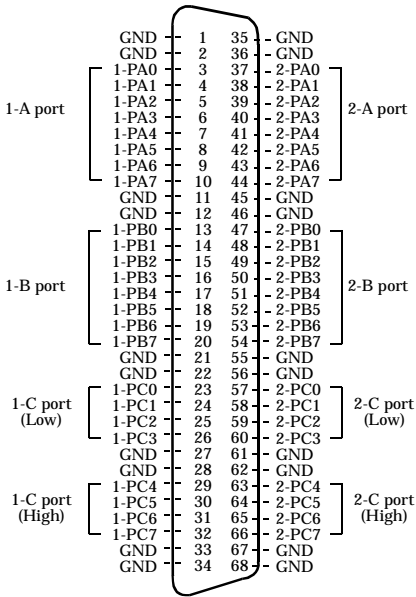 GND 1 35 GND
GND 2 36 GND
1-PA0 3 37 2-PA0
1-PA1 4 38 2-PA1
1-PA2 5 39 2-PA2
1-A port 1-PA3 6 40 2-PA3 2-A port
1-PA4 7 41 2-PA4
1-PA5 8 42 2-PA5
1-PA6 9 43 2-PA6
1-PA7 10 44 2-PA7
GND 11 45 GND
GND 12 46 GND
1-PB0 13 47 2-PB0
1-PB1 14 48 2-PB1
1-PB2 15 49 2-PB2
1-B port 1-PB3 16 50 2-PB3 2-B port
1-PB4 17 51 2-PB4
1-PB5 18 52 2-PB5
1-PB6 19 53 2-PB6
1-PB7 20 54 2-PB7
GND 21 55 GND
GND 22 56 GND
1-PC0 23 57 2-PC0
1-C port 1-PC1 24 58 2-PC1 2-C port
(Low) 1-PC2 25 59 2-PC2 (Low)
1-PC3 26 60 2-PC3
GND 27 61 GND
GND 28 62 GND
1-PC4 29 63 2-PC4
1-C port 1-PC5 30 64 2-PC5 2-C port
(High) 1-PC6 31 65 2-PC6 (High)
1-PC7 32 66 2-PC7
GND 33 67 GND
GND 34 68 GND